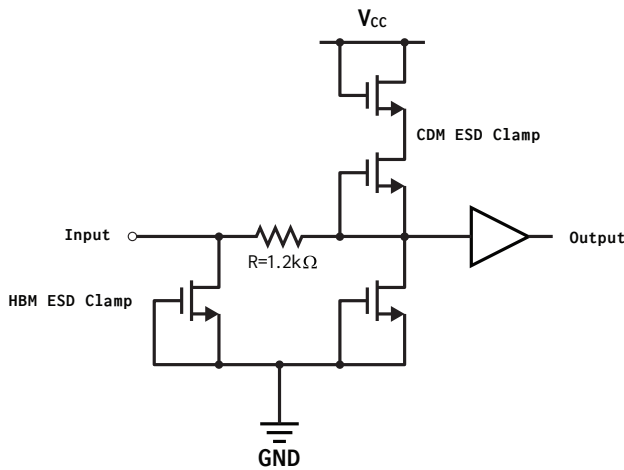 VCC
CDM ESD Clamp
Input
Output
R=1.2kΩ
HBM ESD Clamp
GND